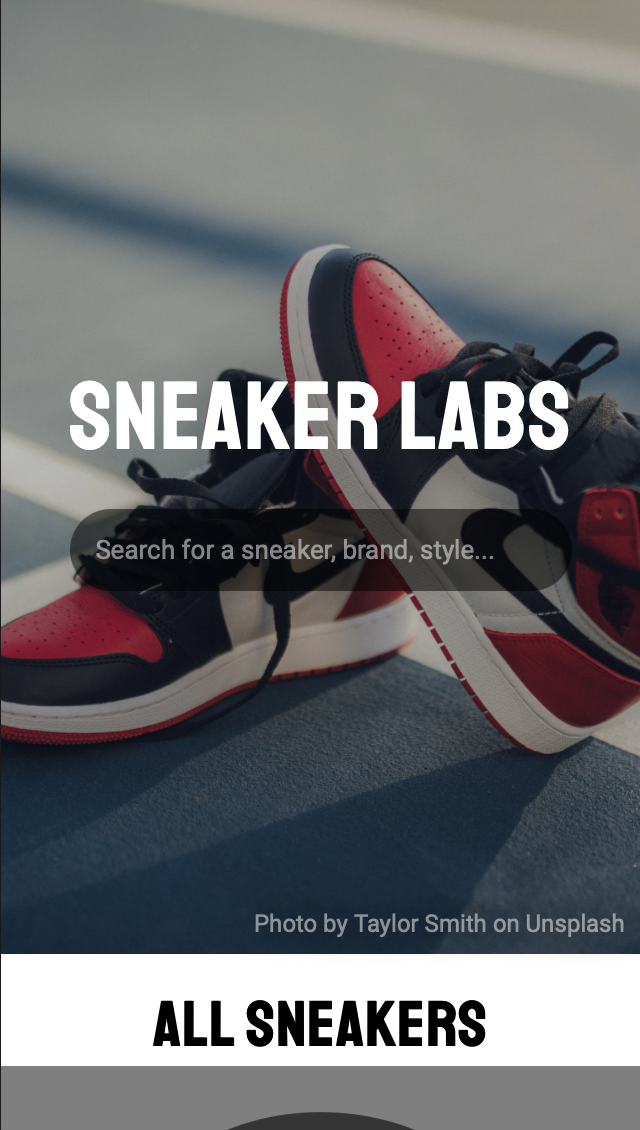 SNEAKER LABS
Search for a sneaker, brand, style...
Photo by Taylor Smith on Unsplash
ALL SNEAKERS